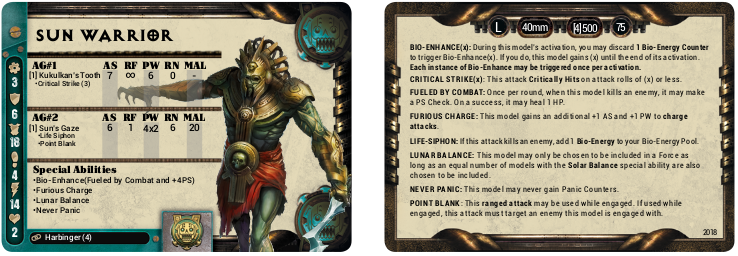 SUN WARRIOR
AG#1 AS RF PW RN MAL
[1] Kukulkan's Tooth 7 ∞ 6 0 -
•Critical Strike (3)
AG#2 AS RF PW RN MAL
[1] Sun's Gaze 6 1 4x2 6 20
•Life Siphon
•Point Blank
3
6
18
4
14
2
Special Abilities
•Bio-Enhance(Fueled by Combat and +4PS)
•Furious Charge
•Lunar Balance
•Never Panic
Harbinger (4)
L 40mm [4]500 75
BIO-ENHANCE(x): During this model's activation, you may discard 1 Bio-Energy Counter
to trigger Bio-Enhance(x). If you do, this model gains (x) until the end of its activation.
Each instance of Bio-Enhance may be triggered once per activation.
CRITICAL STRIKE(x): This attack Critically Hits on attack rolls of (x) or less.
FUELED BY COMBAT: Once per round, when this model kills an enemy, it may make
a PS Check. On a success, it may heal 1 HP.
FURIOUS CHARGE: This model gains an additional +1 AS and +1 PW to charge
attacks.
LIFE-SIPHON: If this attack kills an enemy, add 1 Bio-Energy to your Bio-Energy Pool.
LUNAR BALANCE: This model may only be chosen to be included in a Force as
long as an equal number of models with the Solar Balance special ability are also
chosen to be included.
NEVER PANIC: This model may never gain Panic Counters.
POINT BLANK: This ranged attack may be used while engaged. If used while
engaged, this attack must target an enemy this model is engaged with.
2018